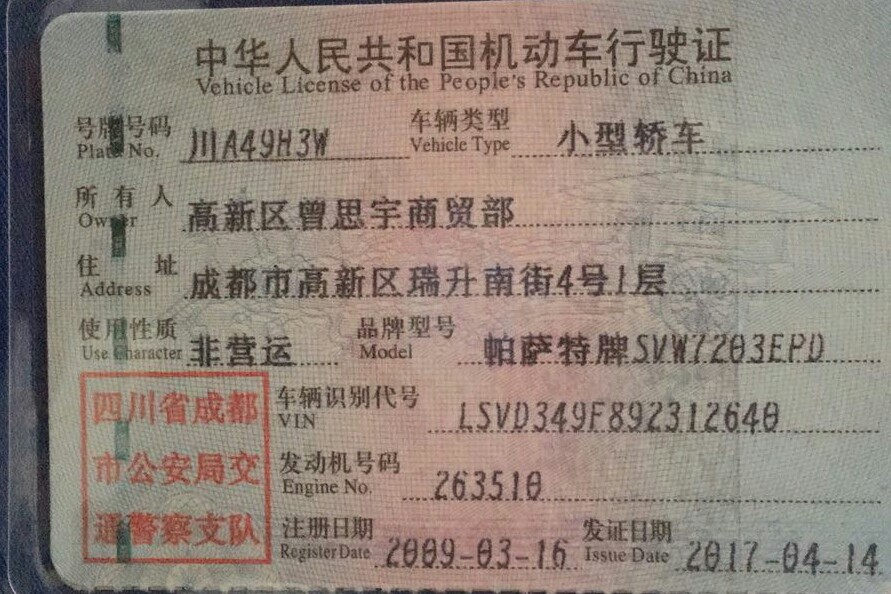 中华人民共和国机动车行驶证
Vehicle License of the People's Republic of China
号牌号码 川A49H3W 车辆类型 小型轿车
Plate No. Vehicle Type
所有人 高新区曾思宇商贸部
Owner
住址 成都市高新区瑞升南街4号1层
Address
使用性质 非营运 品牌型号 帕萨特牌SVW7203EPD
Use Character Model
四川省成都
市公安局交
通警察支队
车辆识别代号 LSVD349F892312640
VIN
发动机号码 263510
Engine No.
注册日期 2009-03-16 发证日期 2017-04-14
Register Date Issue Date